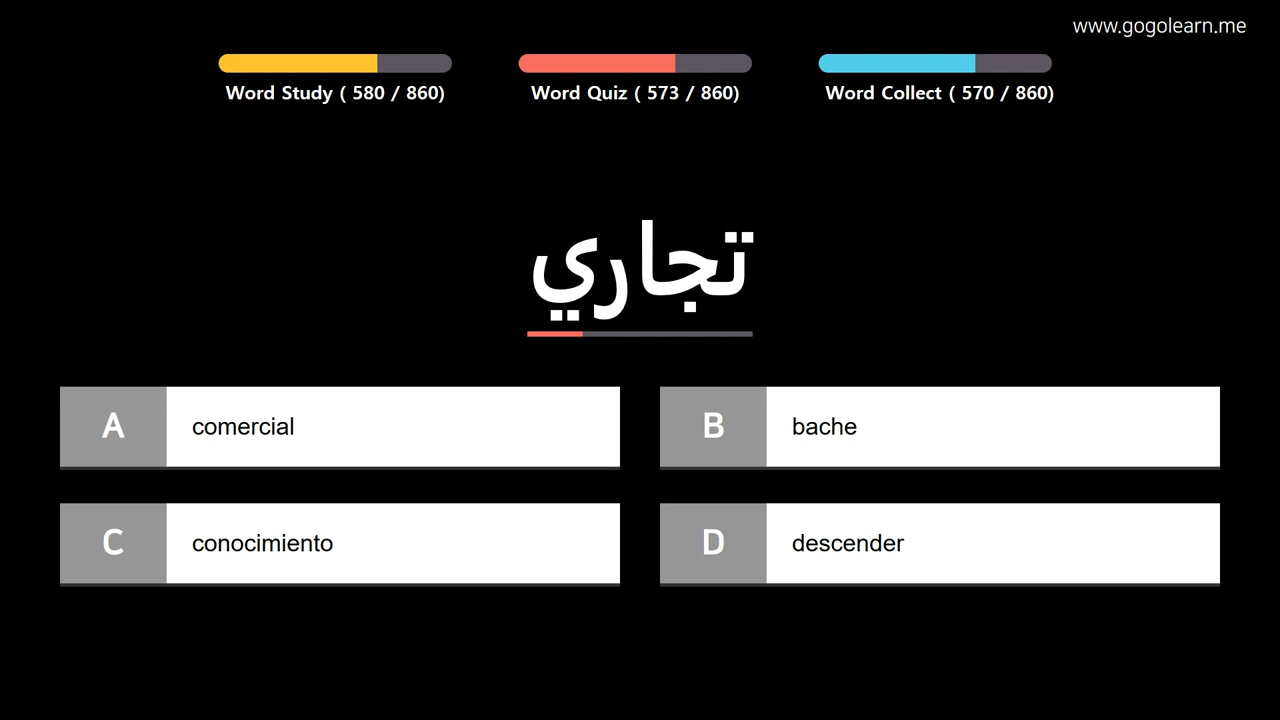 www.gogolearn.me
Word Study ( 580 / 860)
Word Quiz ( 573 / 860)
Word Collect ( 570 / 860)
تجاري
A comercial
B bache
C conocimiento
D descender